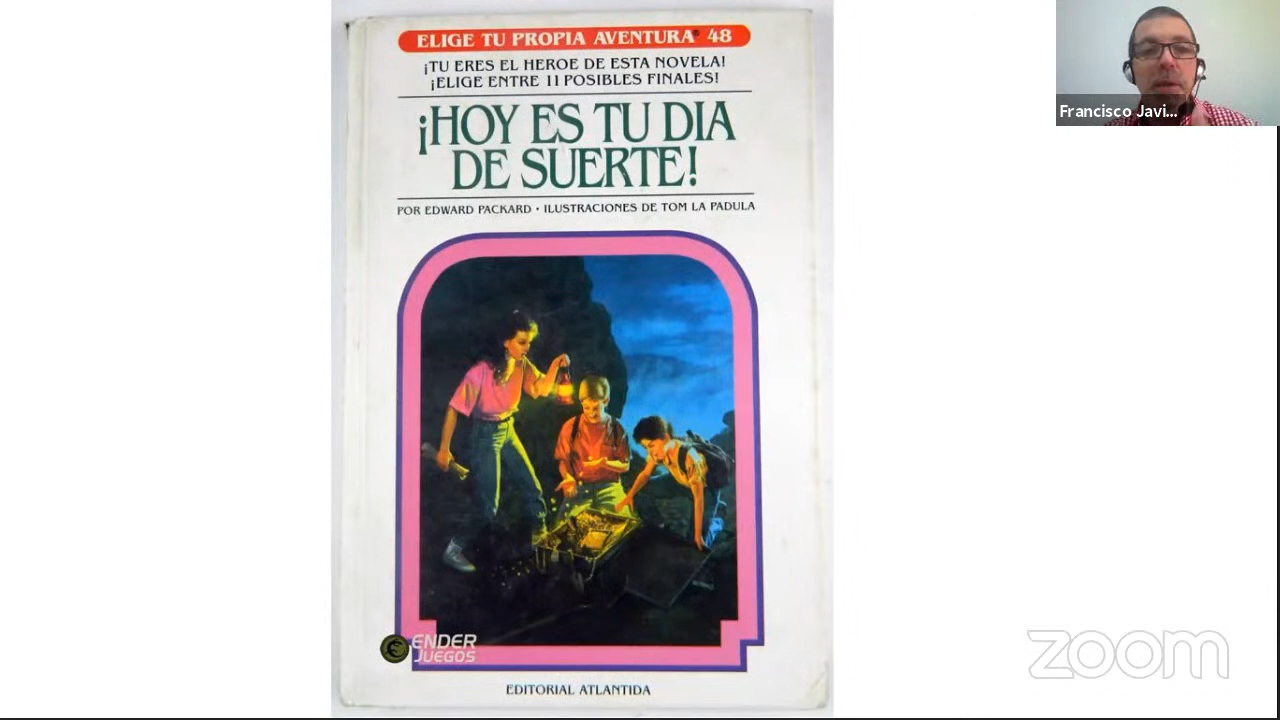 ELIGE TU PROPIA AVENTURA® 48
¡TU ERES EL HEROE DE ESTA NOVELA!
¡ELIGE ENTRE 11 POSIBLES FINALES!
¡HOY ES TU DIA
DE SUERTE!
POR EDWARD PACKARD • ILUSTRACIONES DE TOM LA PADULA
ENDER
JUEGOS
EDITORIAL ATLANTIDA
Francisco Javi...
zoom